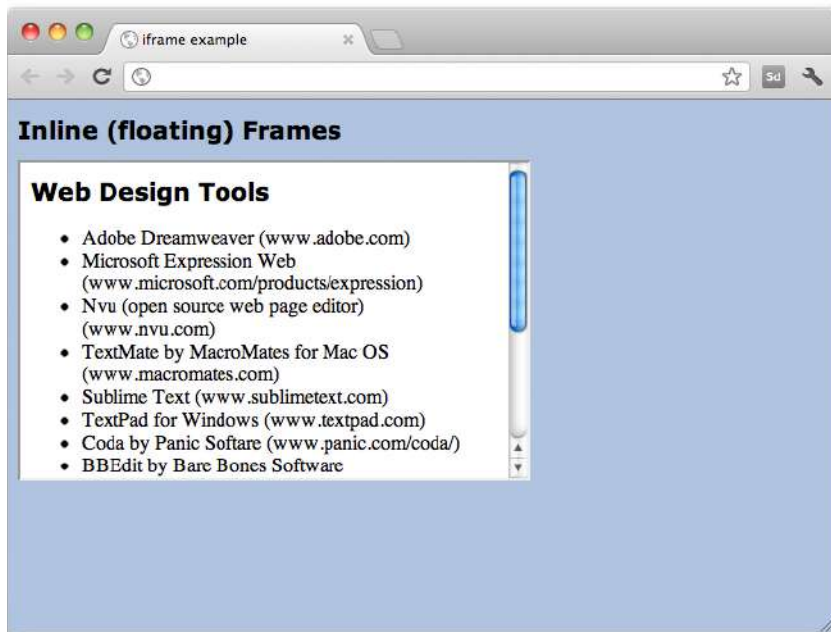 iframe example
Sd
Inline (floating) Frames
Web Design Tools
• Adobe Dreamweaver (www.adobe.com)
• Microsoft Expression Web
(www.microsoft.com/products/expression)
• Nvu (open source web page editor)
(www.nvu.com)
• TextMate by MacroMates for Mac OS
(www.macromates.com)
• Sublime Text (www.sublimetext.com)
• TextPad for Windows (www.textpad.com)
• Coda by Panic Softare (www.panic.com/coda/)
• BBEdit by Bare Bones Software